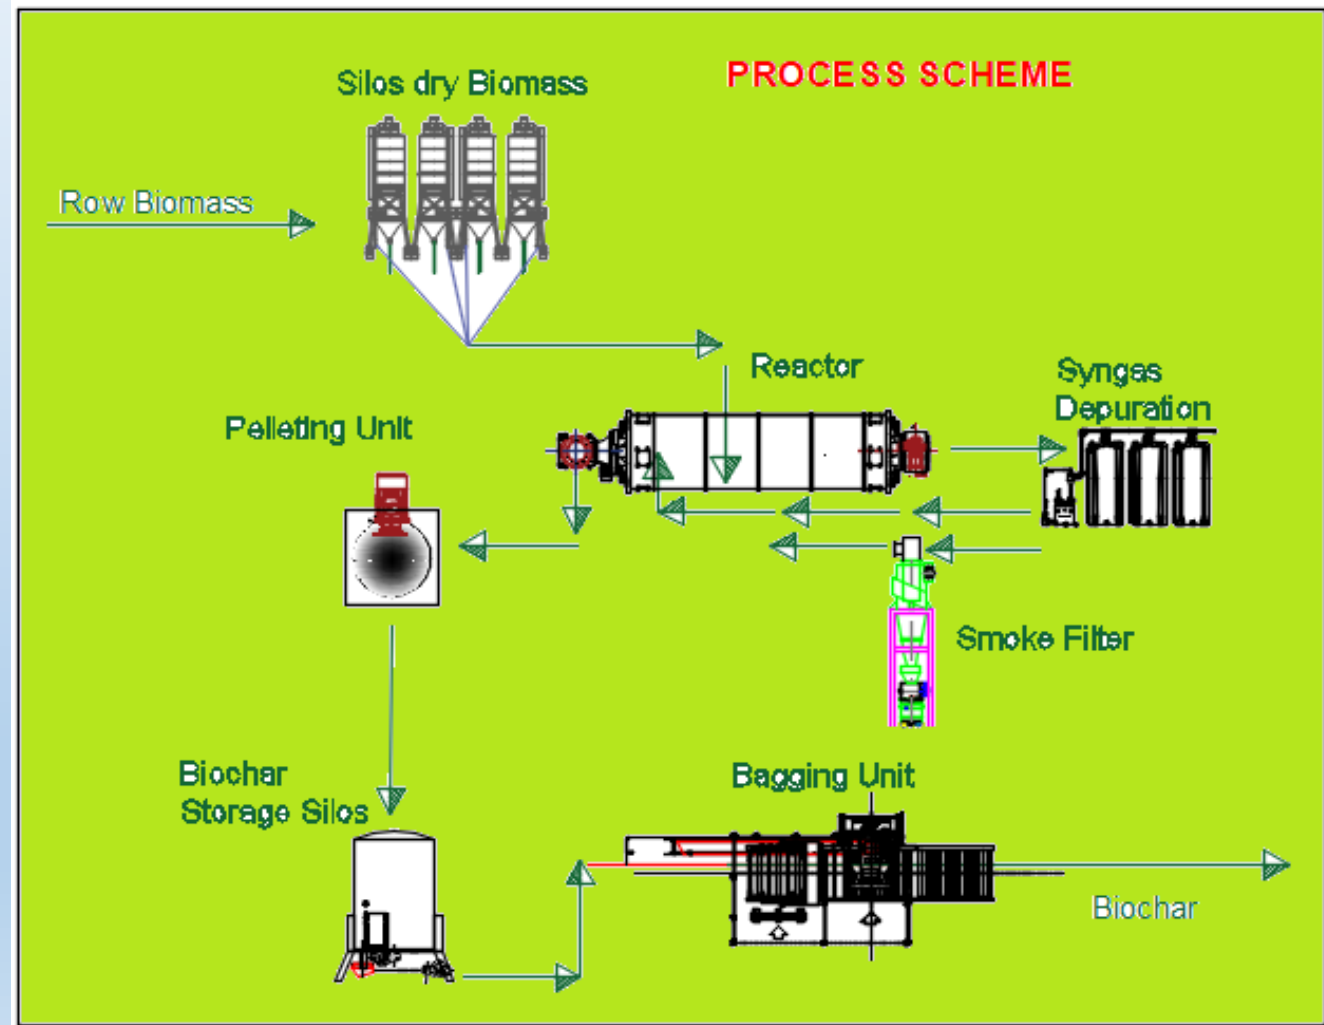 PROCESS SCHEME
Silos dry Biomass
Row Biomass
Reactor
Syngas
Depuration
Pelleting Unit
Smoke Filter
Biochar
Storage Silos
Bagging Unit
Biochar